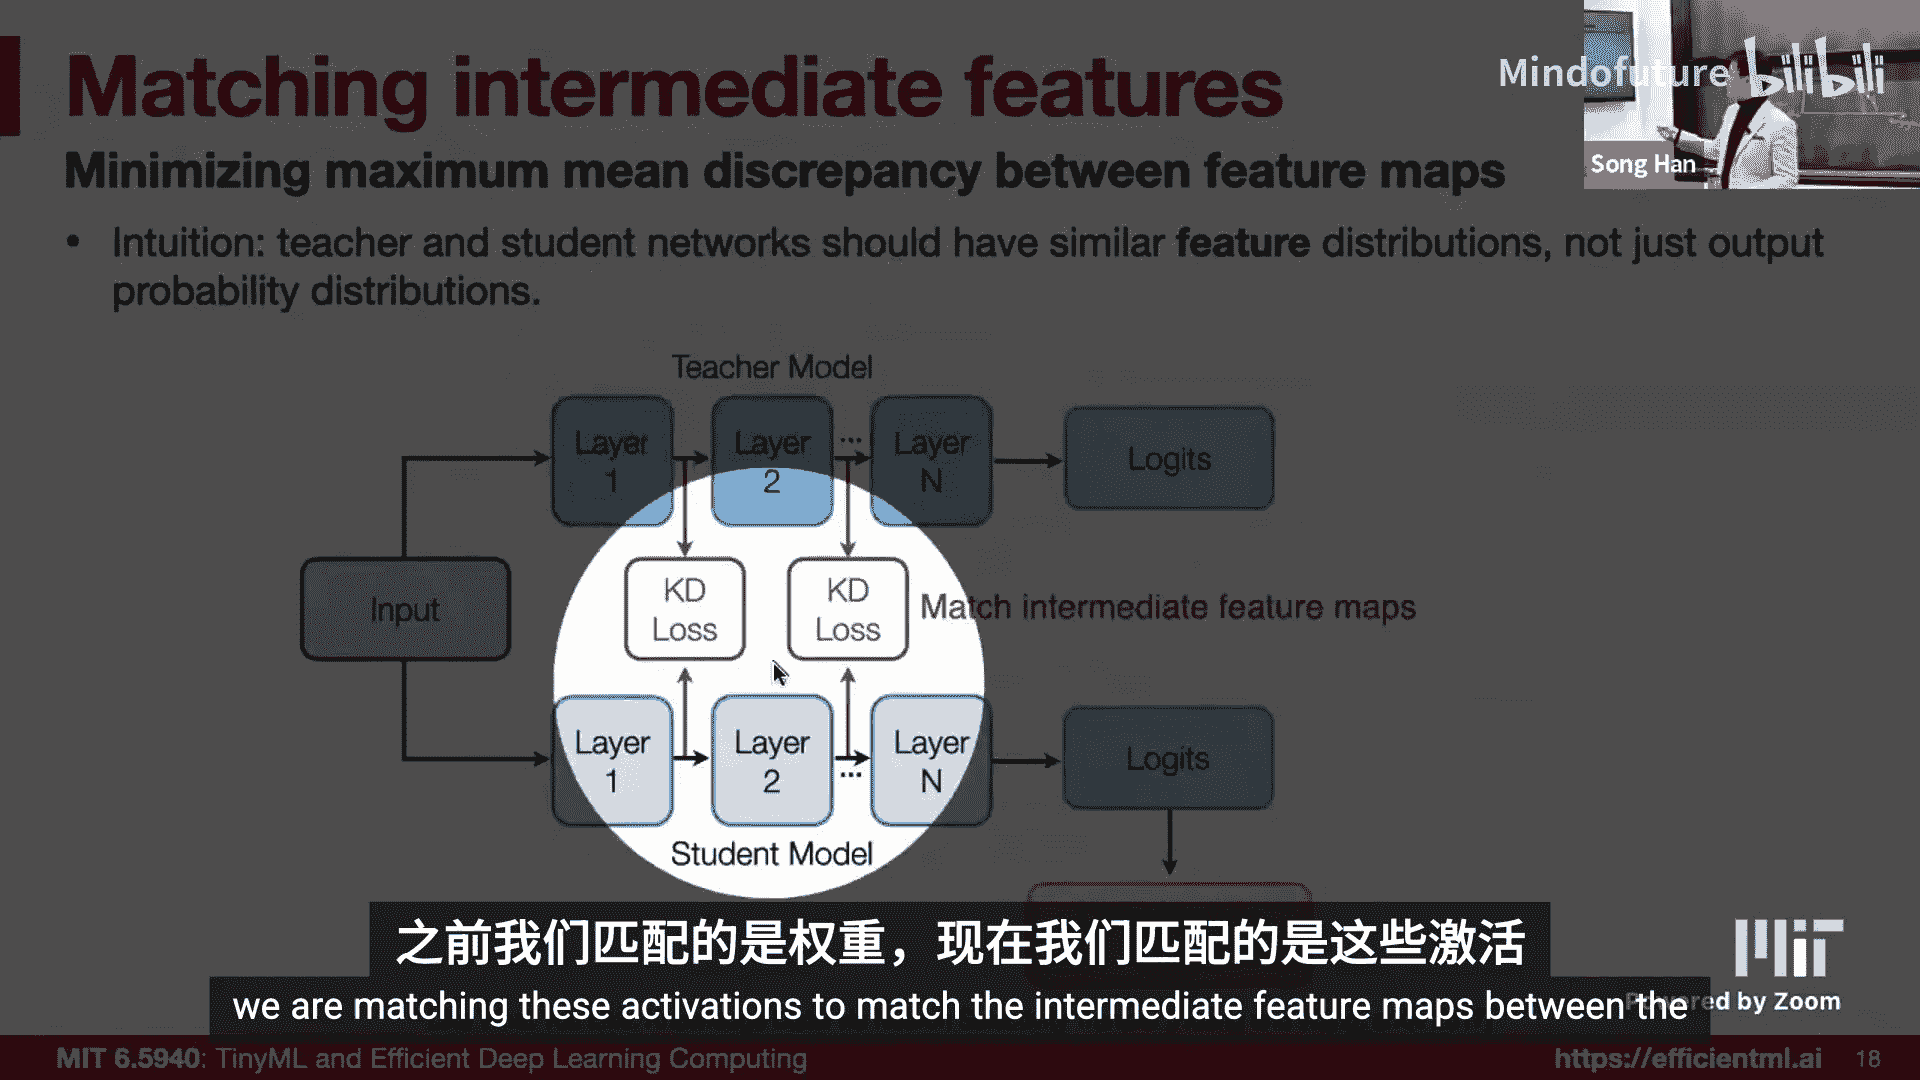 Matching intermediate features
Mindofuture bilibili
Song Han
Minimizing maximum mean discrepancy between feature maps
• Intuition: teacher and student networks should have similar feature distributions, not just output
probability distributions.
Teacher Model
Layer
1
Layer
2
...
Layer
N
Logits
Input
KD
Loss
KD
Loss
Match intermediate feature maps
Layer
1
Layer
2
...
Layer
N
Logits
Student Model
之前我们匹配的是权重，现在我们匹配的是这些激活
we are matching these activations to match the intermediate feature maps between the
MIT
Powered by Zoom
MIT 6.5940: TinyML and Efficient Deep Learning Computing
https://efficientml.ai
18